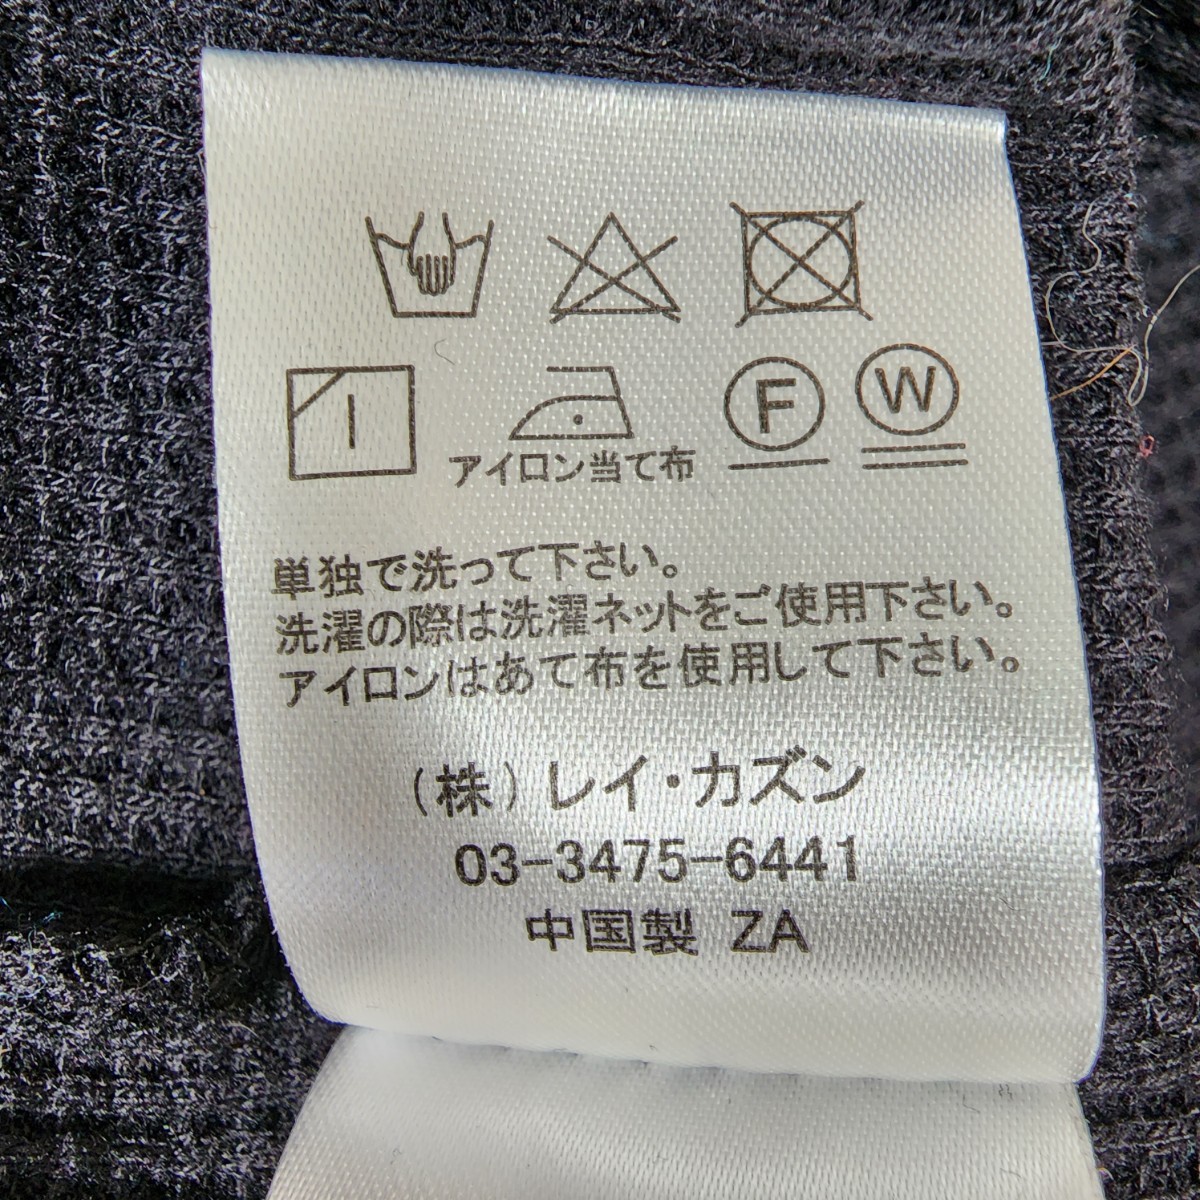 アイロン当て布
F W
単独で洗って下さい。
洗濯の際は洗濯ネットをご使用下さい。
アイロンはあて布を使用して下さい。
(株)レイ・カズン
03-3475-6441
中国製 ZA